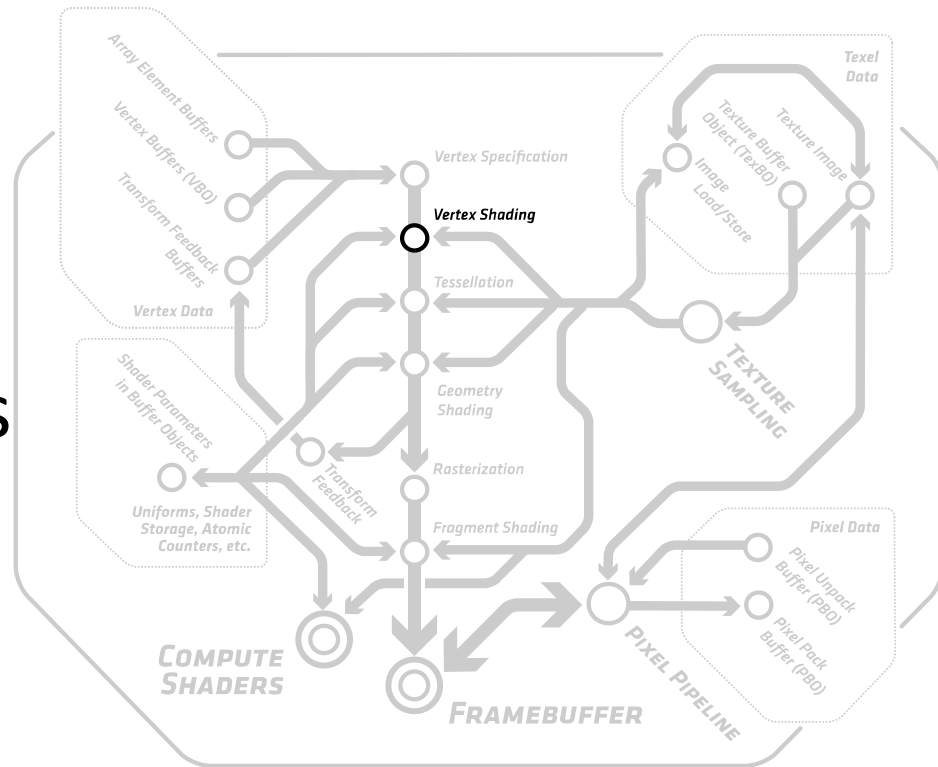 Array Element Buffers
Vertex Buffers (VBO)
Transform Feedback
Buffers
Vertex Data
Vertex Specification
Vertex Shading
Tessellation
Geometry
Shading
Rasterization
Fragment Shading
Texel
Data
Texture Image
Texture Buffer
Object (TexBO)
Image
Load/Store
TEXTURE
SAMPLING
Shader Parameters
in Buffer Objects
Uniforms, Shader
Storage, Atomic
Counters, etc.
Transform
Feedback
S
COMPUTE
SHADERS
FRAMEBUFFER
PIXEL PIPELINE
Pixel Data
Pixel Unpack
Buffer (PBO)
Pixel Pack
Buffer (PBO)